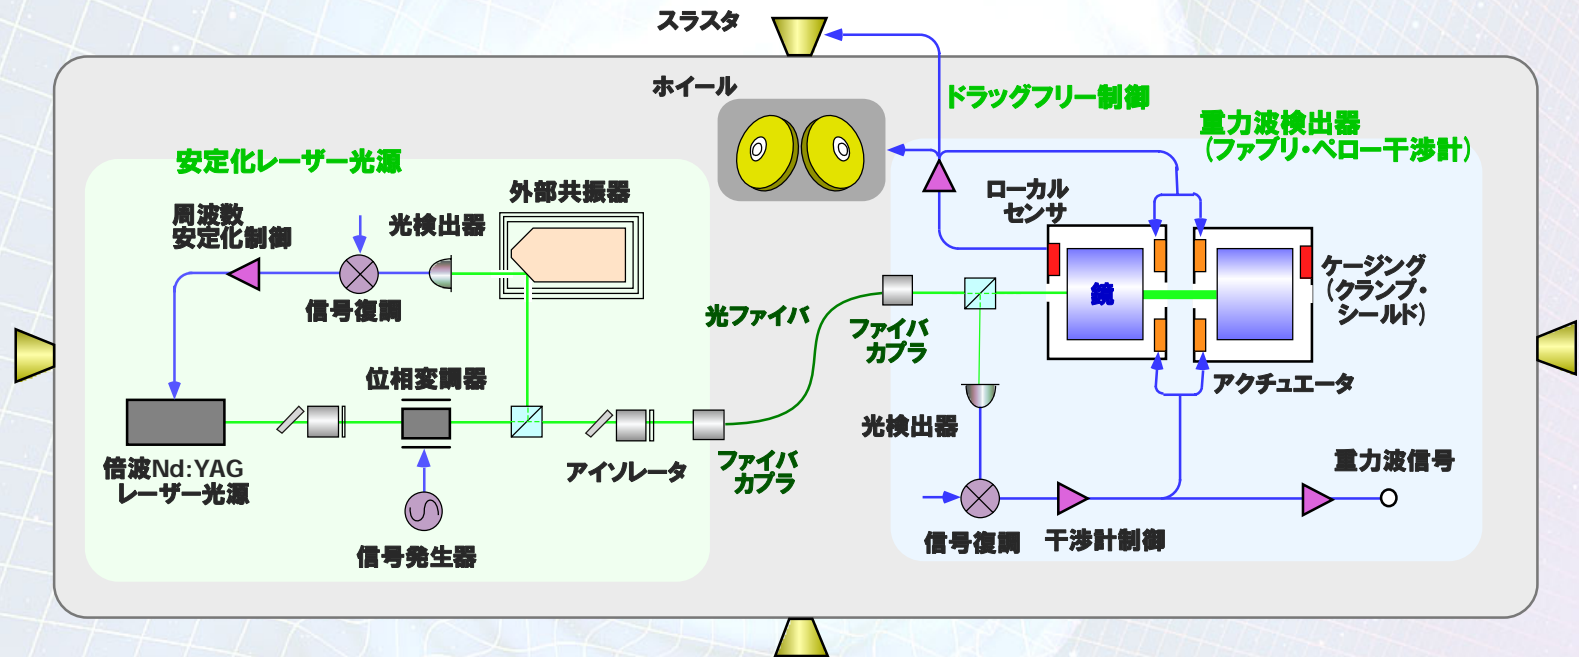 スラスタ
ホイール
ドラッグフリー制御
重力波検出器
(ファブリ・ペロー干渉計)
安定化レーザー光源
外部共振器
ローカル
センサ
周波数
安定化制御
光検出器
ケージング
(クランプ・
シールド)
鏡
信号復調
光ファイバ
ファイバ
カプラ
位相変調器
アクチュエータ
光検出器
倍波Nd:YAG
レーザー光源
アイソレータ
ファイバ
カプラ
重力波信号
信号発生器
信号復調
干渉計制御